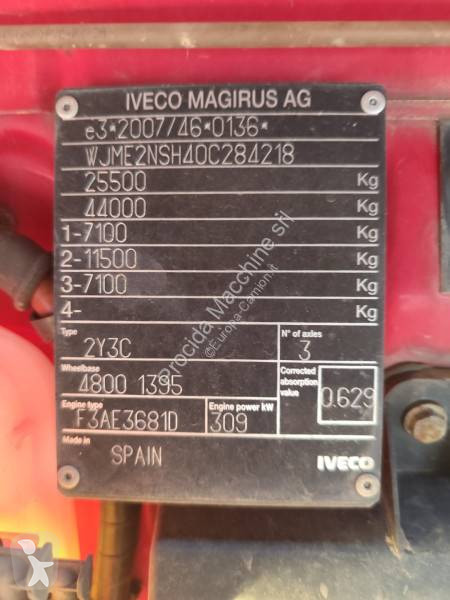 IVECO MAGIRUS AG
e3*2007/46*0136*
WJME2NSH40C284218
25500 Kg
44000 Kg
1-7100 Kg
2-11500 Kg
3-7100 Kg
4- Kg
Type 2Y3C N° of axles 3
Wheelbase 4800 1395 Corrected absorption value 0.629
Engine type F3AE3681D Engine power kW 309
Made in SPAIN IVECO
Procida Macchine srl
©Europa-Camion.it